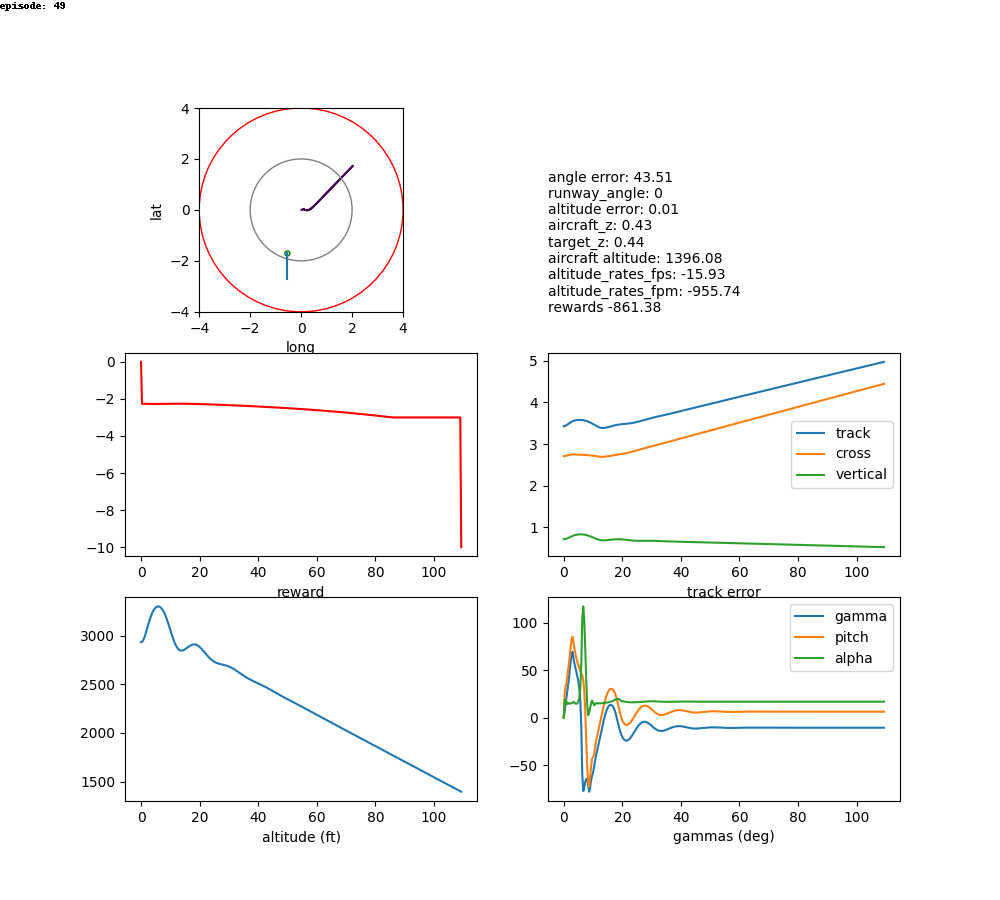 episode: 49
4
2
0
−2
−4
lat
−4 −2 0 2 4
long
angle error: 43.51
runway_angle: 0
altitude error: 0.01
aircraft_z: 0.43
target_z: 0.44
aircraft altitude: 1396.08
altitude_rates_fps: -15.93
altitude_rates_fpm: -955.74
rewards -861.38
0
−2
−4
−6
−8
−10
0 20 40 60 80 100
reward
5
4
3
2
1
track
cross
vertical
0 20 40 60 80 100
track error
3000
2500
2000
1500
0 20 40 60 80 100
altitude (ft)
100
50
0
−50
gamma
pitch
alpha
0 20 40 60 80 100
gammas (deg)